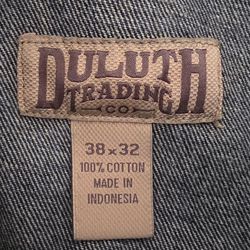 DULUTH
TRADING
CO
38 x 32
100% COTTON
MADE IN
INDONESIA